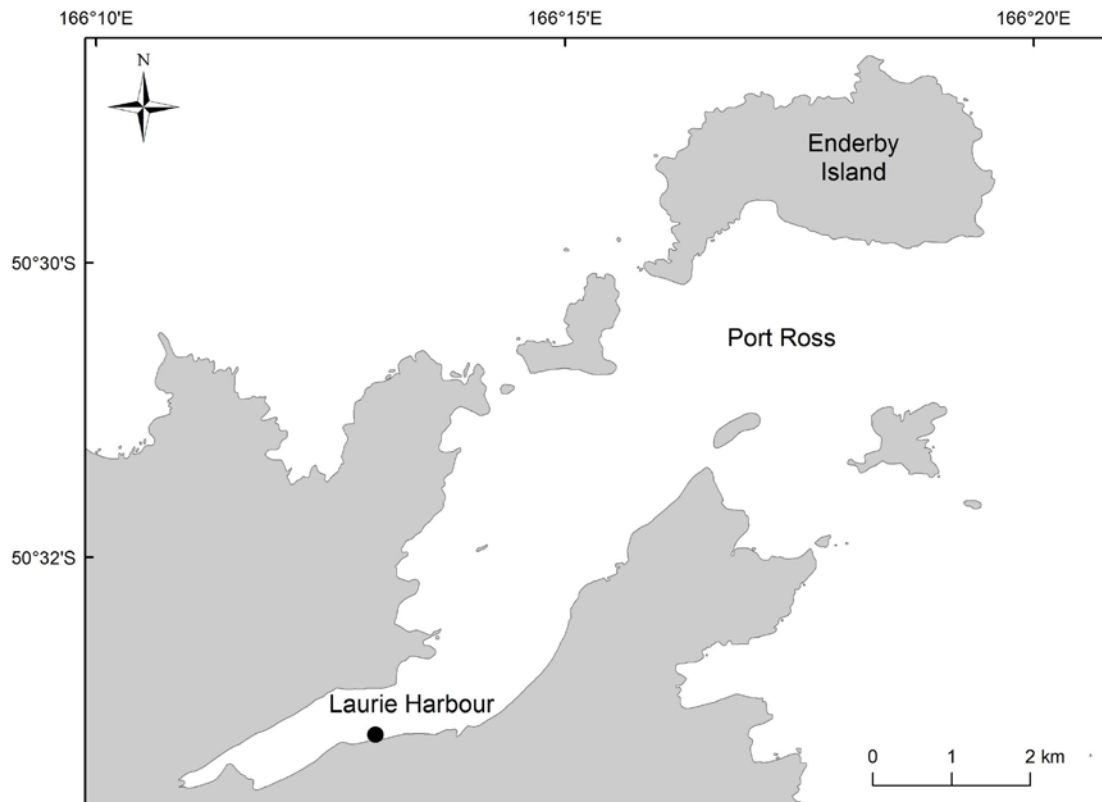 166°10'E
166°15'E
166°20'E
N
Enderby
Island
50°30'S
Port Ross
50°32'S
Laurie Harbour
0 1 2 km